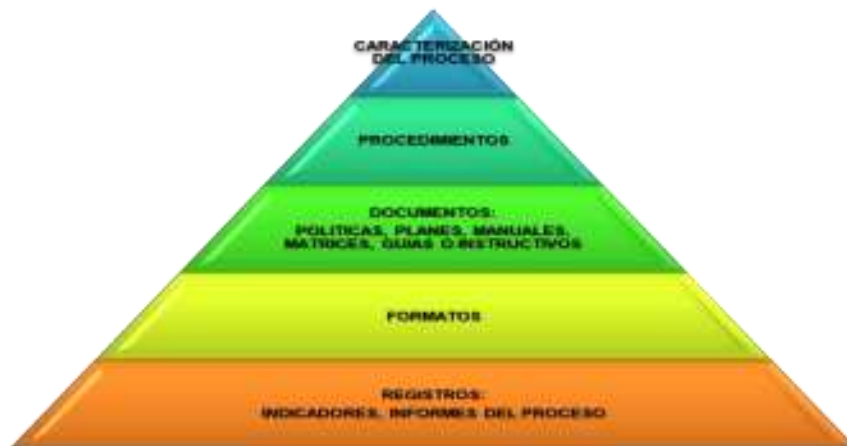 CARACTERIZACIÓN
DEL PROCESO
PROCEDIMIENTOS
DOCUMENTOS:
POLITICAS, PLANES, MANUALES,
MATRICES, GUIAS O INSTRUCTIVOS
FORMATOS
REGISTROS:
INDICADORES, INFORMES DEL PROCESO